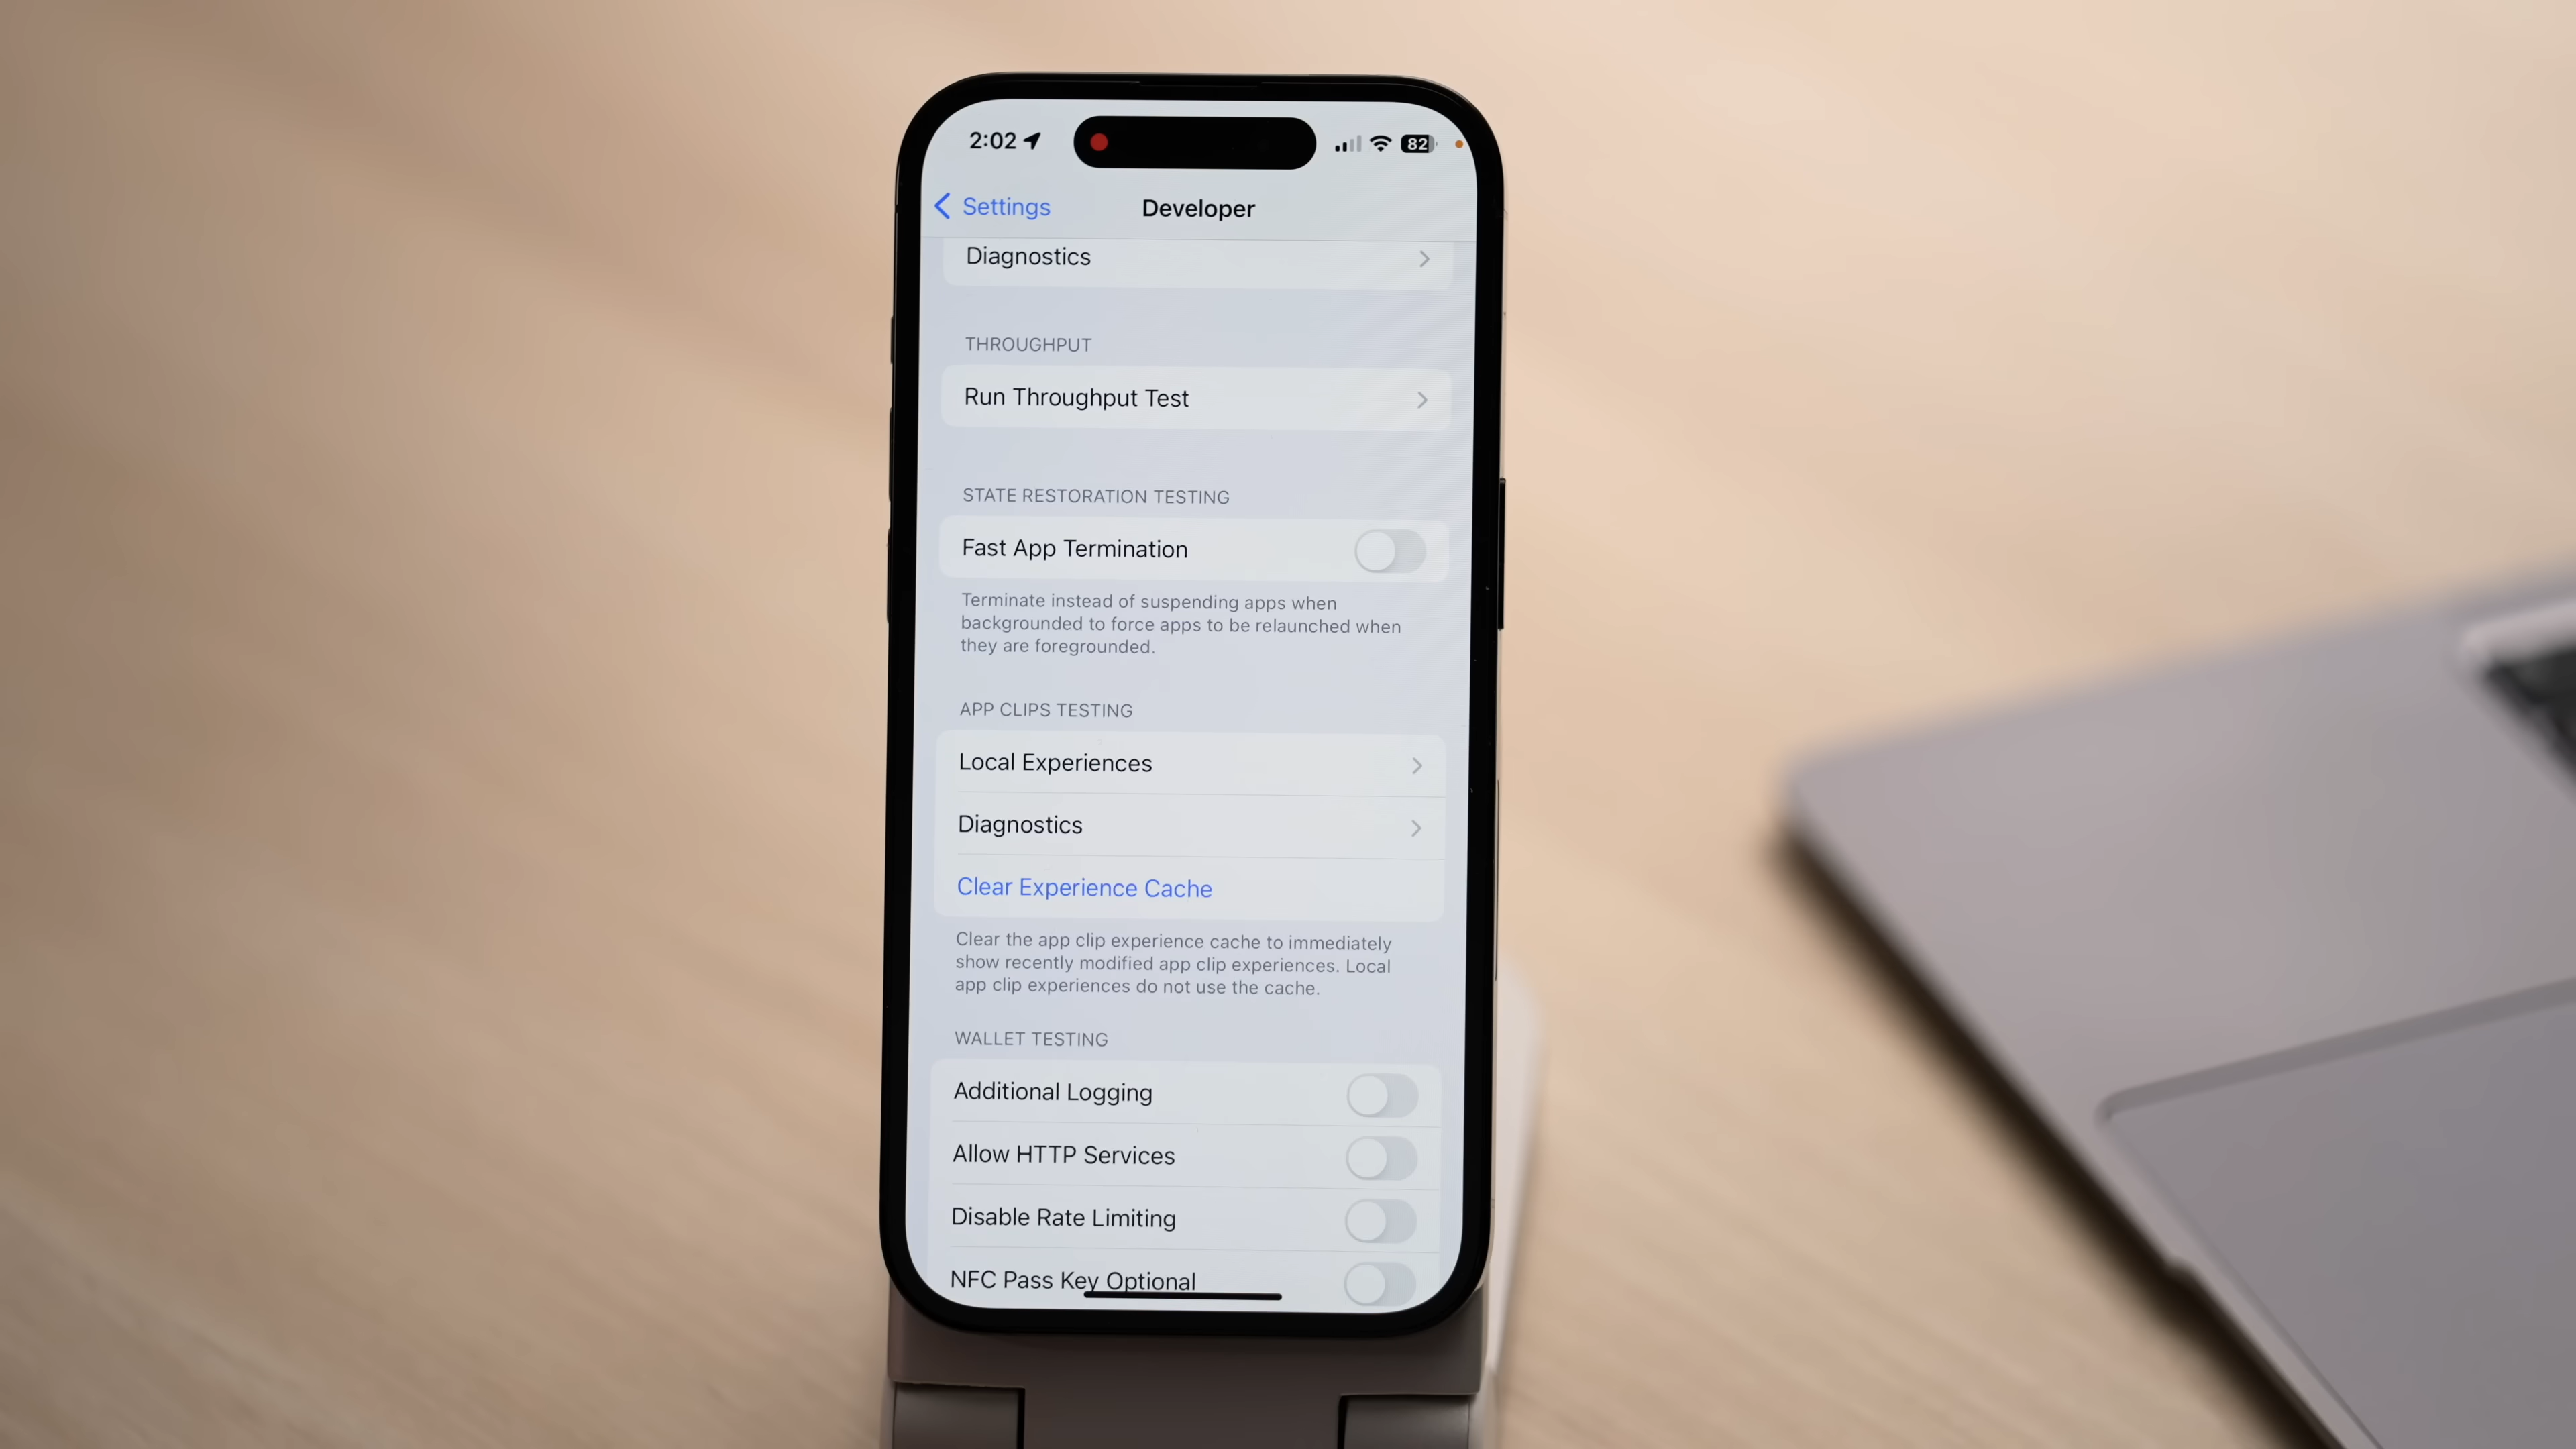 2:02
82
Settings
Developer
Diagnostics
THROUGHPUT
Run Throughput Test
STATE RESTORATION TESTING
Fast App Termination
Terminate instead of suspending apps when
backgrounded to force apps to be relaunched when
they are foregrounded.
APP CLIPS TESTING
Local Experiences
Diagnostics
Clear Experience Cache
Clear the app clip experience cache to immediately
show recently modified app clip experiences. Local
app clip experiences do not use the cache.
WALLET TESTING
Additional Logging
Allow HTTP Services
Disable Rate Limiting
NFC Pass Key Optional